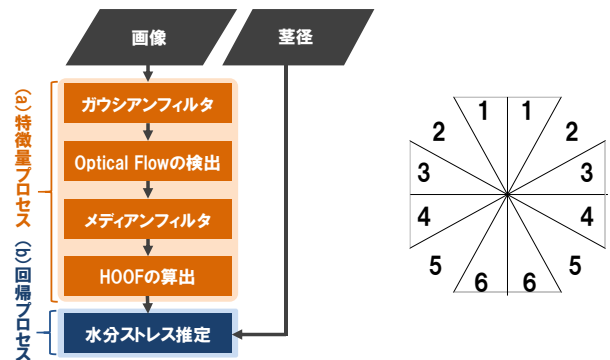 画像
茎径
(a)特徴量プロセス
ガウシアンフィルタ
Optical Flowの検出
メディアンフィルタ
HOOFの算出
(b)回帰プロセス
水分ストレス推定
1 1
2 2
3 3
4 4
5 5
6 6